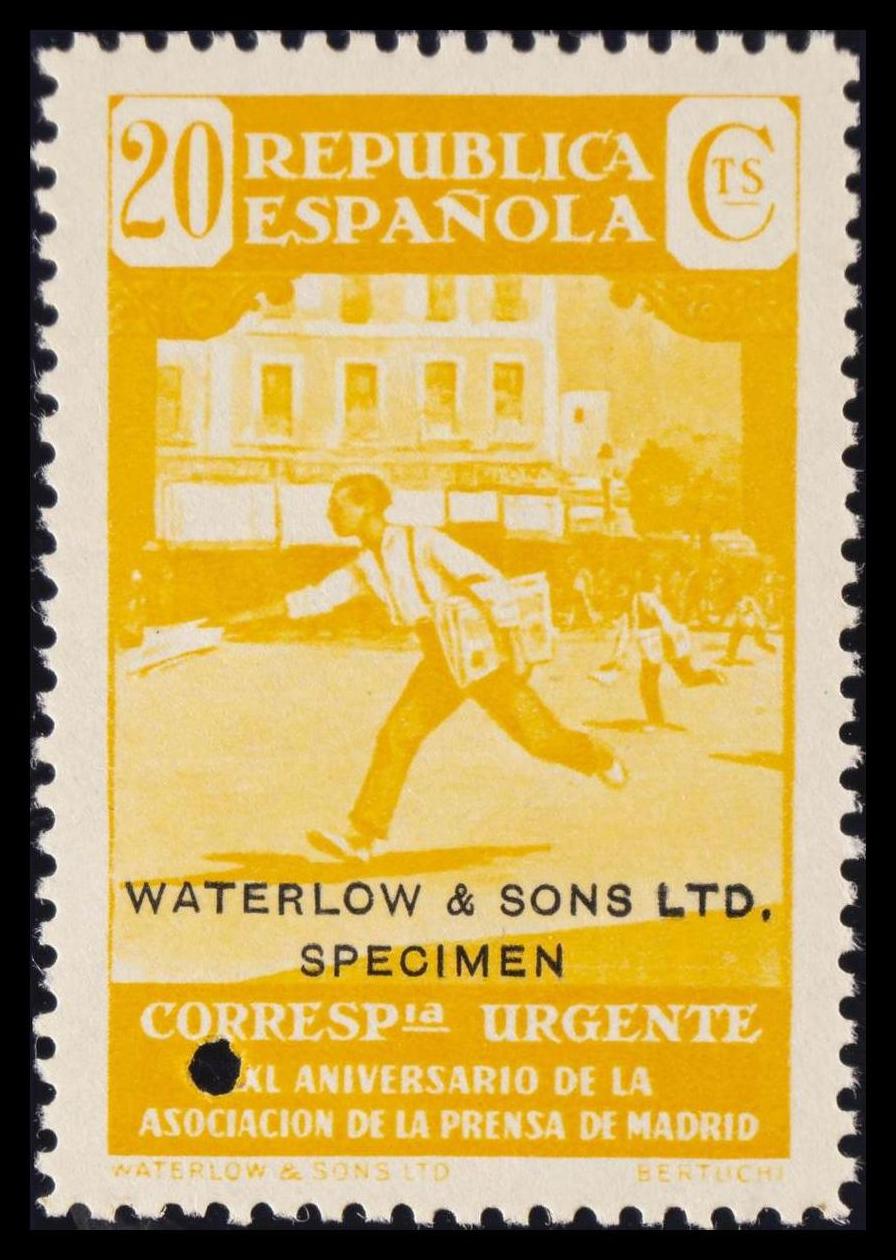 20 REPUBLICA Cts
ESPAÑOLA
WATERLOW & SONS LTD.
SPECIMEN
CORRESPia URGENTE
XL ANIVERSARIO DE LA
ASOCIACION DE LA PRENSA DE MADRID
WATERLOW & SONS LTD BERTUCHI